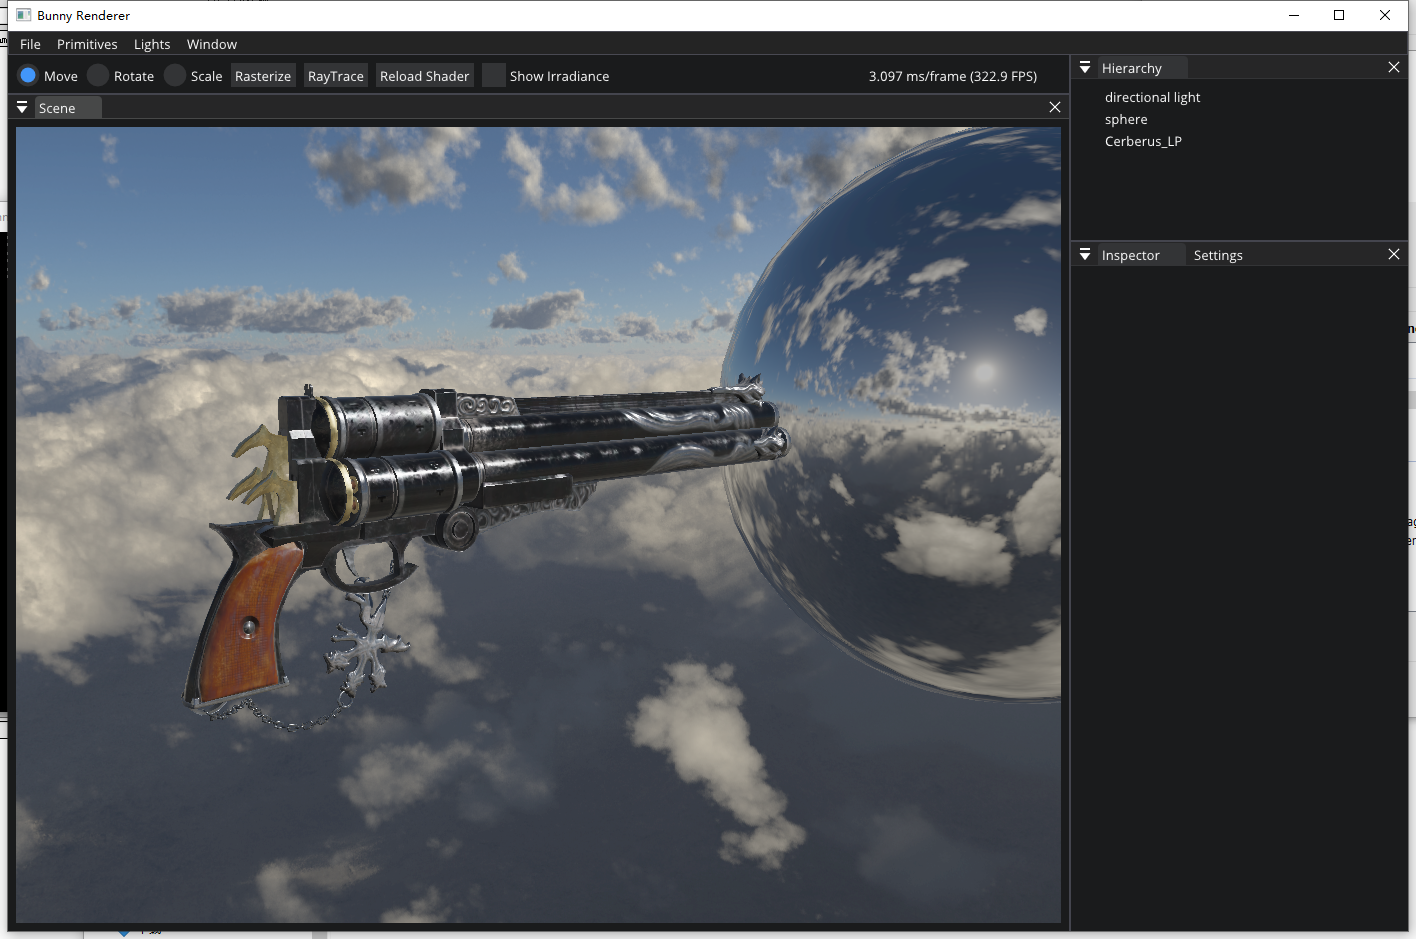 Bunny Renderer
File Primitives Lights Window
Move Rotate Scale Rasterize RayTrace Reload Shader Show Irradiance 3.097 ms/frame (322.9 FPS)
Scene
Hierarchy
directional light
sphere
Cerberus_LP
Inspector Settings